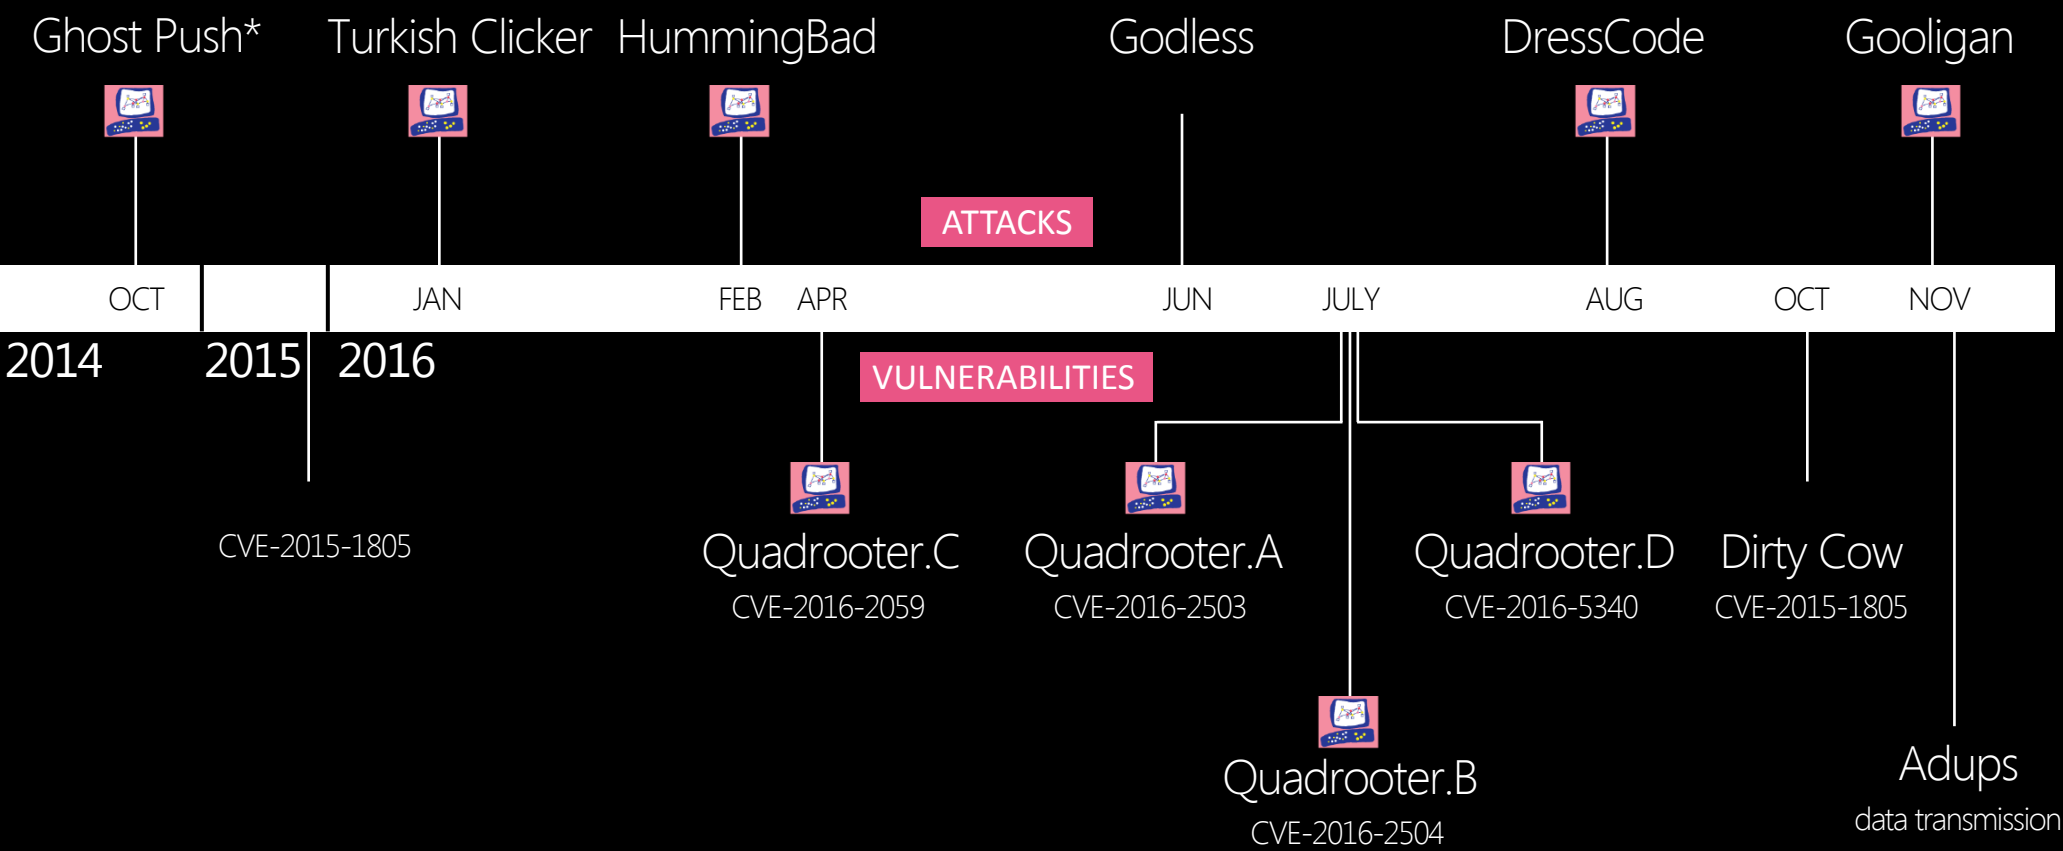 Ghost Push*
Turkish Clicker
HummingBad
Godless
DressCode
Gooligan
ATTACKS
OCT
JAN
FEB
APR
JUN
JULY
AUG
OCT
NOV
2014
2015
2016
VULNERABILITIES
CVE-2015-1805
Quadrooter.C
CVE-2016-2059
Quadrooter.A
CVE-2016-2503
Quadrooter.D
CVE-2016-5340
Dirty Cow
CVE-2015-1805
Quadrooter.B
CVE-2016-2504
Adups
data transmission